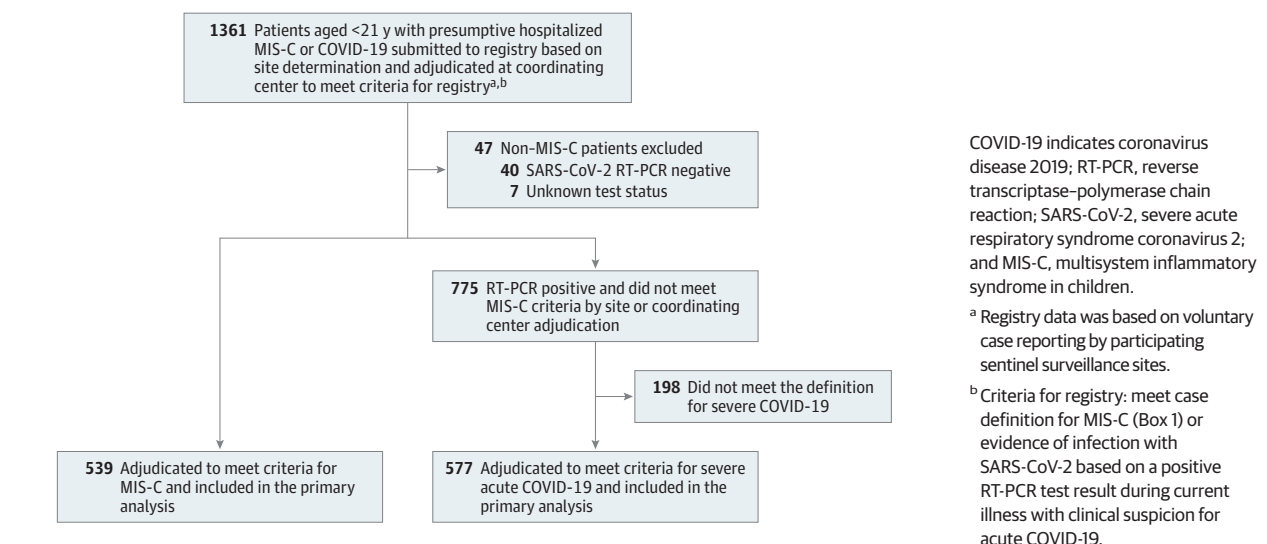 1361 Patients aged <21 y with presumptive hospitalized
MIS-C or COVID-19 submitted to registry based on
site determination and adjudicated at coordinating
center to meet criteria for registrya,b
47 Non-MIS-C patients excluded
40 SARS-CoV-2 RT-PCR negative
7 Unknown test status
775 RT-PCR positive and did not meet
MIS-C criteria by site or coordinating
center adjudication
198 Did not meet the definition
for severe COVID-19
539 Adjudicated to meet criteria for
MIS-C and included in the primary
analysis
577 Adjudicated to meet criteria for severe
acute COVID-19 and included in the
primary analysis
COVID-19 indicates coronavirus
disease 2019; RT-PCR, reverse
transcriptase–polymerase chain
reaction; SARS-CoV-2, severe acute
respiratory syndrome coronavirus 2;
and MIS-C, multisystem inflammatory
syndrome in children.
a Registry data was based on voluntary
case reporting by participating
sentinel surveillance sites.
b Criteria for registry: meet case
definition for MIS-C (Box 1) or
evidence of infection with
SARS-CoV-2 based on a positive
RT-PCR test result during current
illness with clinical suspicion for
acute COVID-19.